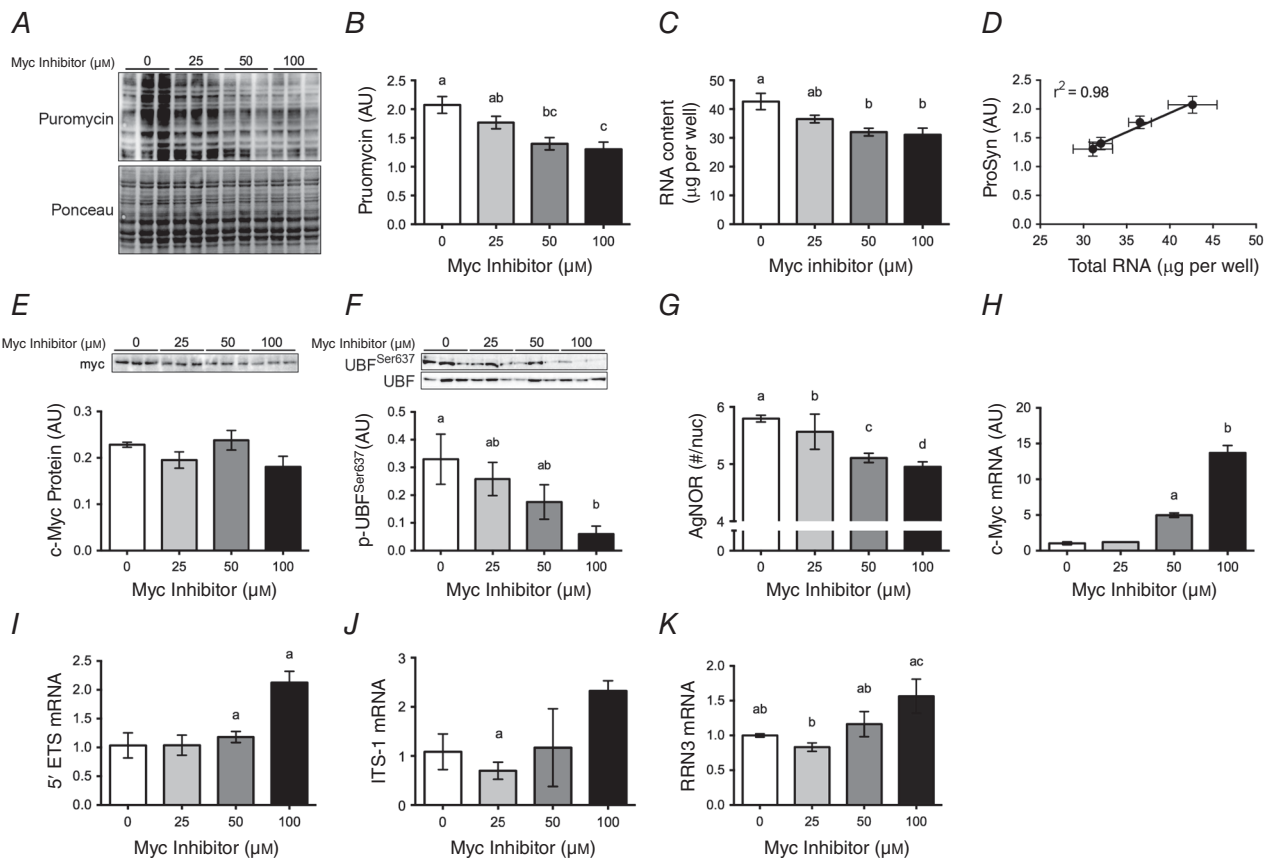 A
Myc Inhibitor (µM) 0 25 50 100
Puromycin
Ponceau
B
Pruomycin (AU)
2.5
2.0
1.5
1.0
0.5
0.0
a ab bc c
0 25 50 100
Myc Inhibitor (µM)
C
RNA content
(µg per well)
50
40
30
20
10
0
a ab b b
0 25 50 100
Myc inhibitor (µM)
D
ProSyn (AU)
2.5
2.0
1.5
1.0
0.5
0.0
r² = 0.98
25 30 35 40 45 50
Total RNA (µg per well)
E
Myc Inhibitor (µM) 0 25 50 100
myc
c-Myc Protein (AU)
0.3
0.2
0.1
0.0
0 25 50 100
Myc Inhibitor (µM)
F
Myc Inhibitor (µM) 0 25 50 100
UBF^Ser637
UBF
p-UBF^Ser637(AU)
0.5
0.4
0.3
0.2
0.1
0.0
a ab ab b
0 25 50 100
Myc Inhibitor (µM)
G
AgNOR (#/nuc)
6
5
4
0
a b c d
0 25 50 100
Myc Inhibitor (µM)
H
c-Myc mRNA (AU)
20
15
10
5
0
a b
0 25 50 100
Myc Inhibitor (µM)
I
5′ ETS mRNA
2.5
2.0
1.5
1.0
0.5
0.0
a a
0 25 50 100
Myc Inhibitor (µM)
J
ITS-1 mRNA
3
2
1
0
a
0 25 50 100
Myc Inhibitor (µM)
K
RRN3 mRNA
2.0
1.5
1.0
0.5
0.0
ab b ab ac
0 25 50 100
Myc Inhibitor (µM)